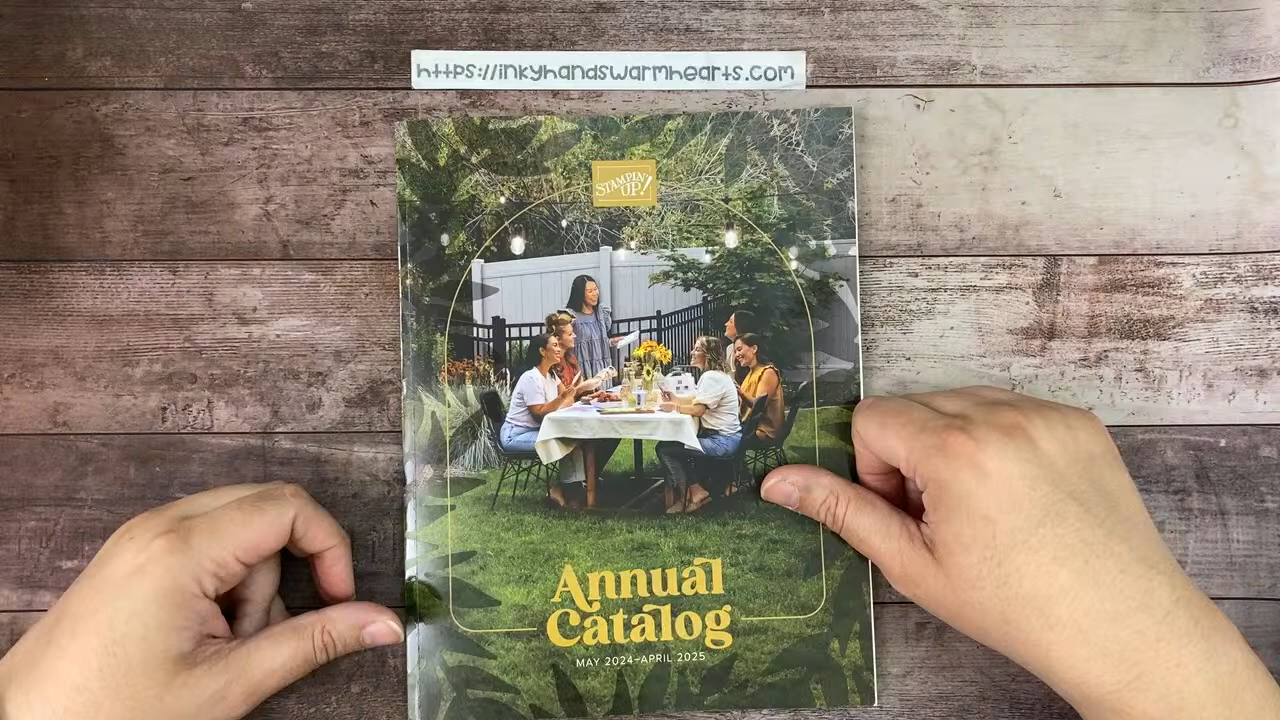 https://inkyhandswarmhearts.com
STAMPIN'
UP!
Annual
Catalog
MAY 2024–APRIL 2025